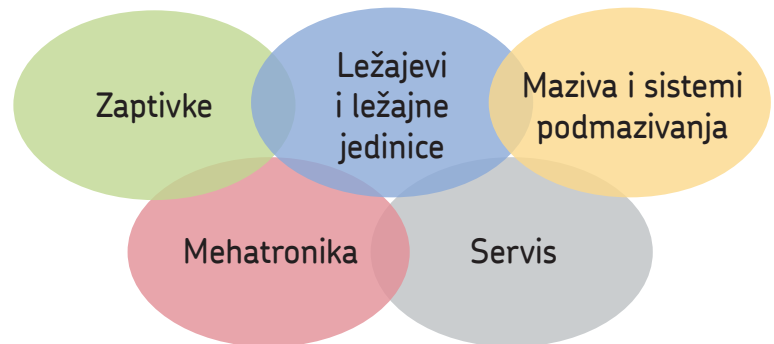 Zaptivke
Ležajevi
i ležajne
jedinice
Maziva i sistemi
podmazivanja
Mehatronika
Servis